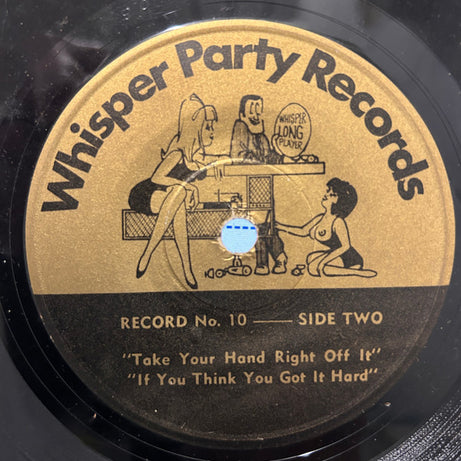 Whisper Party Records
WHISPER
LONG
PLAYER
RECORD No. 10 — SIDE TWO
"Take Your Hand Right Off It"
"If You Think You Got It Hard"